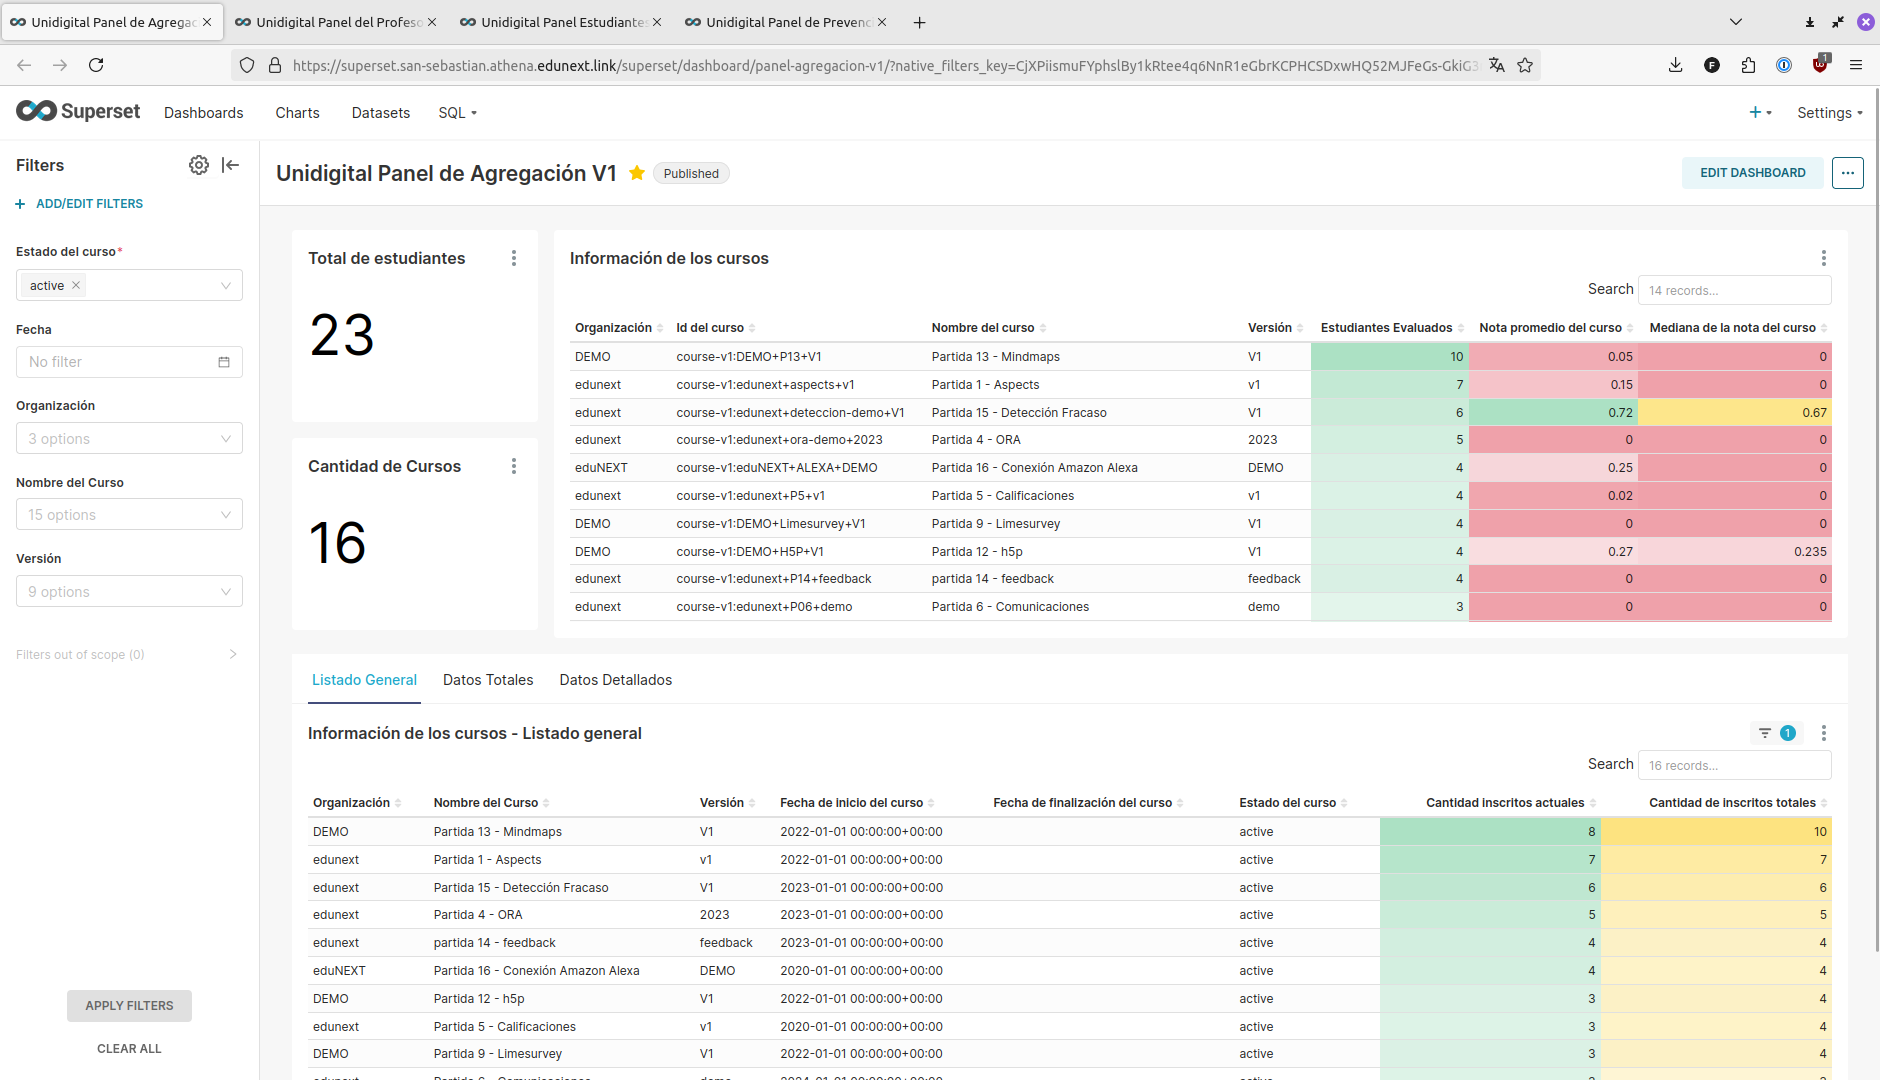 Unidigital Panel de Agregac
Unidigital Panel del Profeso
Unidigital Panel Estudiantes
Unidigital Panel de Prevenc
https://superset.san-sebastian.athena.edunext.link/superset/dashboard/panel-agregacion-v1/?native_filters_key=CjXPiismuFYphslBy1kRtee4q6NnR1eGbrKCPHCSDxwHQ52MJFeGs-GkiG3
1
Superset
Dashboards
Charts
Datasets
SQL
+
Settings
Filters
+ ADD/EDIT FILTERS
Estado del curso*
active
Fecha
No filter
Organización
3 options
Nombre del Curso
15 options
Versión
9 options
Filters out of scope (0)
APPLY FILTERS
CLEAR ALL
Unidigital Panel de Agregación V1
Published
EDIT DASHBOARD
...
Total de estudiantes
23
Cantidad de Cursos
16
Información de los cursos
Search 14 records...
Organización Id del curso Nombre del curso Versión Estudiantes Evaluados Nota promedio del curso Mediana de la nota del curso
DEMO course-v1:DEMO+P13+V1 Partida 13 - Mindmaps V1 10 0.05 0
edunext course-v1:edunext+aspects+v1 Partida 1 - Aspects v1 7 0.15 0
edunext course-v1:edunext+deteccion-demo+V1 Partida 15 - Detección Fracaso V1 6 0.72 0.67
edunext course-v1:edunext+ora-demo+2023 Partida 4 - ORA 2023 5 0 0
eduNEXT course-v1:eduNEXT+ALEXA+DEMO Partida 16 - Conexión Amazon Alexa DEMO 4 0.25 0
edunext course-v1:edunext+P5+v1 Partida 5 - Calificaciones v1 4 0.02 0
DEMO course-v1:DEMO+Limesurvey+V1 Partida 9 - Limesurvey V1 4 0 0
DEMO course-v1:DEMO+H5P+V1 Partida 12 - h5p V1 4 0.27 0.235
edunext course-v1:edunext+P14+feedback partida 14 - feedback feedback 4 0 0
edunext course-v1:edunext+P06+demo Partida 6 - Comunicaciones demo 3 0 0
Listado General
Datos Totales
Datos Detallados
Información de los cursos - Listado general
1
Search 16 records...
Organización Nombre del Curso Versión Fecha de inicio del curso Fecha de finalización del curso Estado del curso Cantidad inscritos actuales Cantidad de inscritos totales
DEMO Partida 13 - Mindmaps V1 2022-01-01 00:00:00+00:00 active 8 10
edunext Partida 1 - Aspects v1 2022-01-01 00:00:00+00:00 active 7 7
edunext Partida 15 - Detección Fracaso V1 2023-01-01 00:00:00+00:00 active 6 6
edunext Partida 4 - ORA 2023 2023-01-01 00:00:00+00:00 active 5 5
edunext partida 14 - feedback feedback 2023-01-01 00:00:00+00:00 active 4 4
eduNEXT Partida 16 - Conexión Amazon Alexa DEMO 2020-01-01 00:00:00+00:00 active 4 4
DEMO Partida 12 - h5p V1 2022-01-01 00:00:00+00:00 active 3 4
edunext Partida 5 - Calificaciones v1 2020-01-01 00:00:00+00:00 active 3 4
DEMO Partida 9 - Limesurvey V1 2022-01-01 00:00:00+00:00 active 3 4